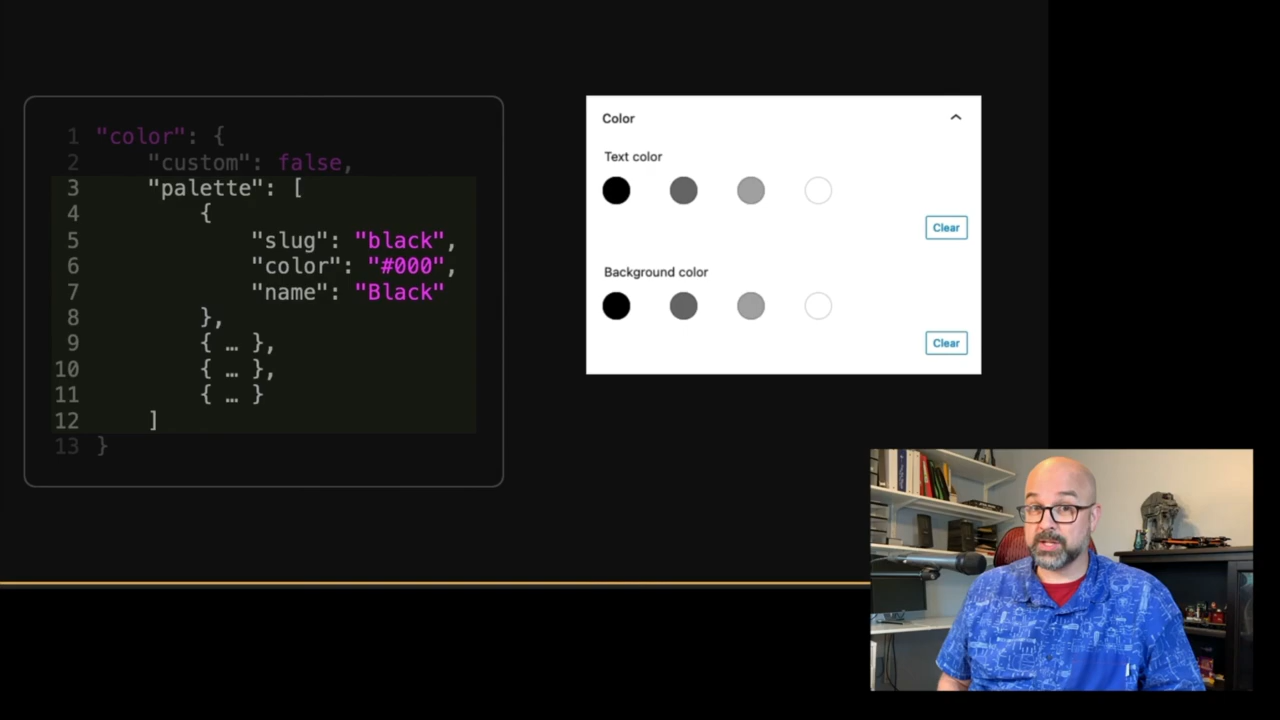 1 "color": {
2 "custom": false,
3 "palette": [
4 {
5 "slug": "black",
6 "color": "#000",
7 "name": "Black"
8 },
9 { … },
10 { … },
11 { … }
12 ]
13 }
Color
Text color
Clear
Background color
Clear